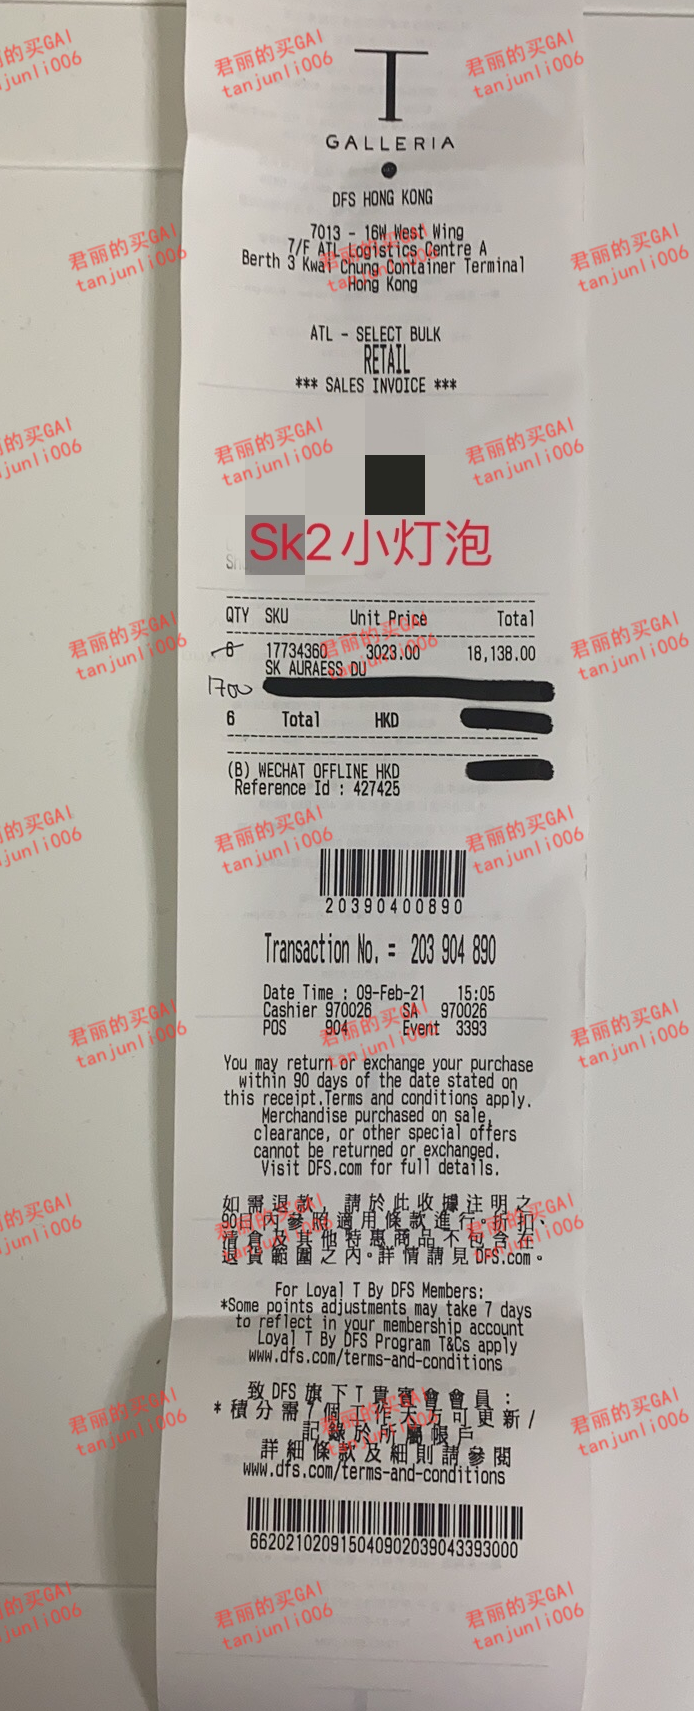 T
GALLERIA
DFS HONG KONG
7013 - 16W West Wing
7/F ATL Logistics Centre A
Berth 3 Kwai Chung Container Terminal
Hong Kong
ATL - SELECT BULK
RETAIL
*** SALES INVOICE ***
Sk2小灯泡
QTY SKU Unit Price Total
6 17734360 3023.00 18,138.00
SK AURAESS DU
1700
6 Total HKD
(B) WECHAT OFFLINE HKD
Reference Id : 427425
20390400890
Transaction No. = 203 904 890
Date Time : 09-Feb-21 15:05
Cashier 970026 SA 970026
POS 904 Event 3393
You may return or exchange your purchase
within 90 days of the date stated on
this receipt.Terms and conditions apply.
Merchandise purchased on sale,
clearance, or other special offers
cannot be returned or exchanged.
Visit DFS.com for full details.
如需退款 請於此收據注明之
90日內參照適用條款進行。折扣、
清倉及其他特惠商品不包含在
退貨範圍之內。詳情請見DFS.com。
For Loyal T By DFS Members:
*Some points adjustments may take 7 days
to reflect in your membership account
Loyal T By DFS Program T&Cs apply
www.dfs.com/terms-and-conditions
致DFS旗下T貴賓會會員:
*積分需7個工作天方可更新/
記錄於所屬帳戶
詳細條款及細則請參閱
www.dfs.com/terms-and-conditions
6620210209150409020390433930​00
君丽的买GAI
tanjunli006